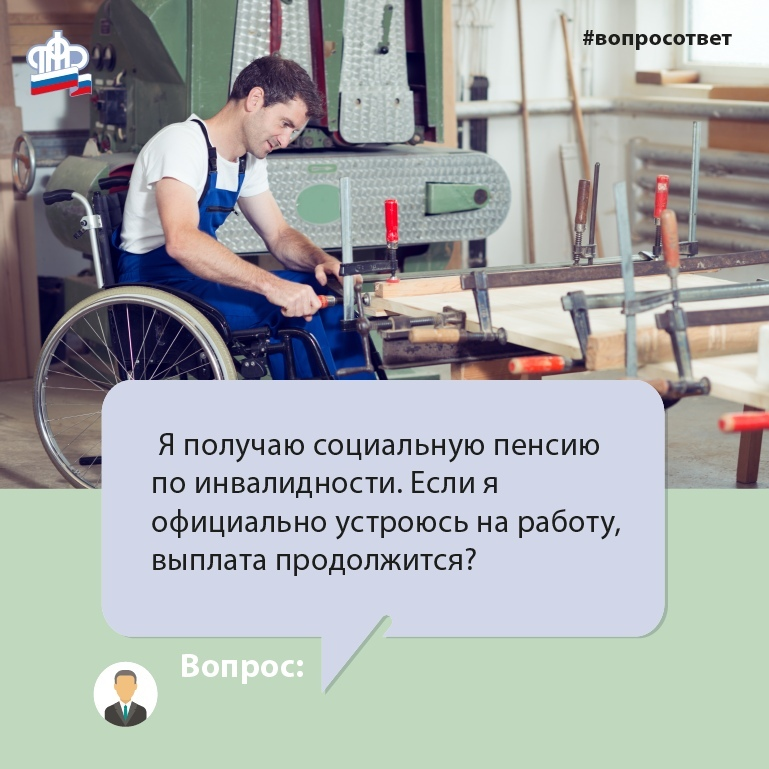 #вопросответ
Я получаю социальную пенсию
по инвалидности. Если я
официально устроюсь на работу,
выплата продолжится?
Вопрос: